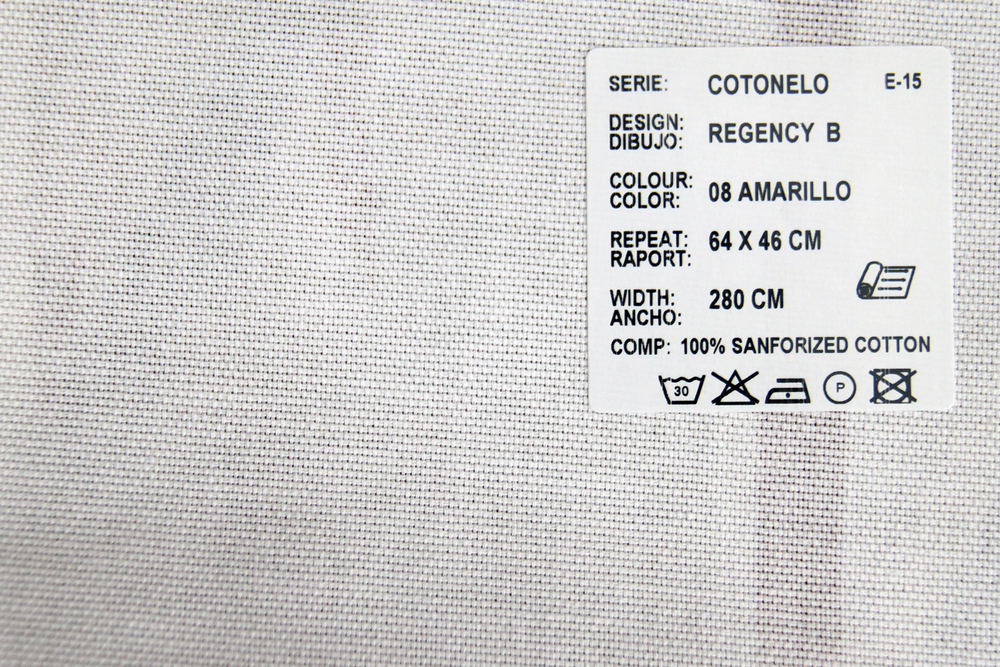 SERIE: COTONELO E-15
DESIGN:
DIBUJO: REGENCY B
COLOUR:
COLOR: 08 AMARILLO
REPEAT: 64 X 46 CM
RAPORT:
WIDTH: 280 CM
ANCHO:
COMP: 100% SANFORIZED COTTON
30 P